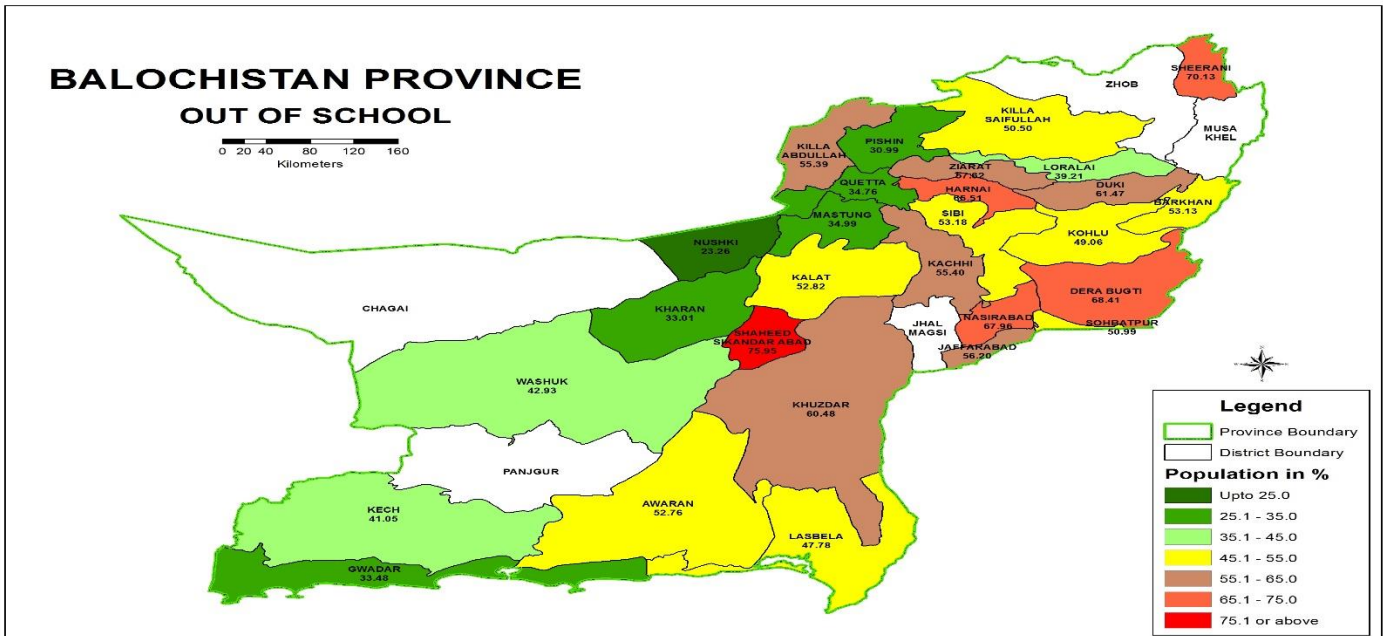 BALOCHISTAN PROVINCE
OUT OF SCHOOL
0 20 40 80 120 160
Kilometers
SHEERANI
70.13
ZHOB
KILLA
SAIFULLAH
50.50
MUSA
KHEL
PISHIN
30.99
KILLA
ABDULLAH
55.39
ZIARAT
57.62
LORALAI
39.21
QUETTA
34.76
HARNAI
66.51
DUKI
61.47
BARKHAN
53.13
MASTUNG
34.99
SIBI
53.18
KOHLU
49.06
NUSHKI
23.26
KALAT
52.82
KACHHI
55.40
DERA BUGTI
68.41
CHAGAI
KHARAN
33.01
SHAHEED
SIKANDAR ABAD
75.95
JHAL
MAGSI
NASIRABAD
67.96
SOHBATPUR
50.99
JAFFARABAD
56.20
WASHUK
42.93
KHUZDAR
60.48
PANJGUR
KECH
41.05
AWARAN
52.76
LASBELA
47.78
GWADAR
33.48
Legend
Province Boundary
District Boundary
Population in %
Upto 25.0
25.1 - 35.0
35.1 - 45.0
45.1 - 55.0
55.1 - 65.0
65.1 - 75.0
75.1 or above